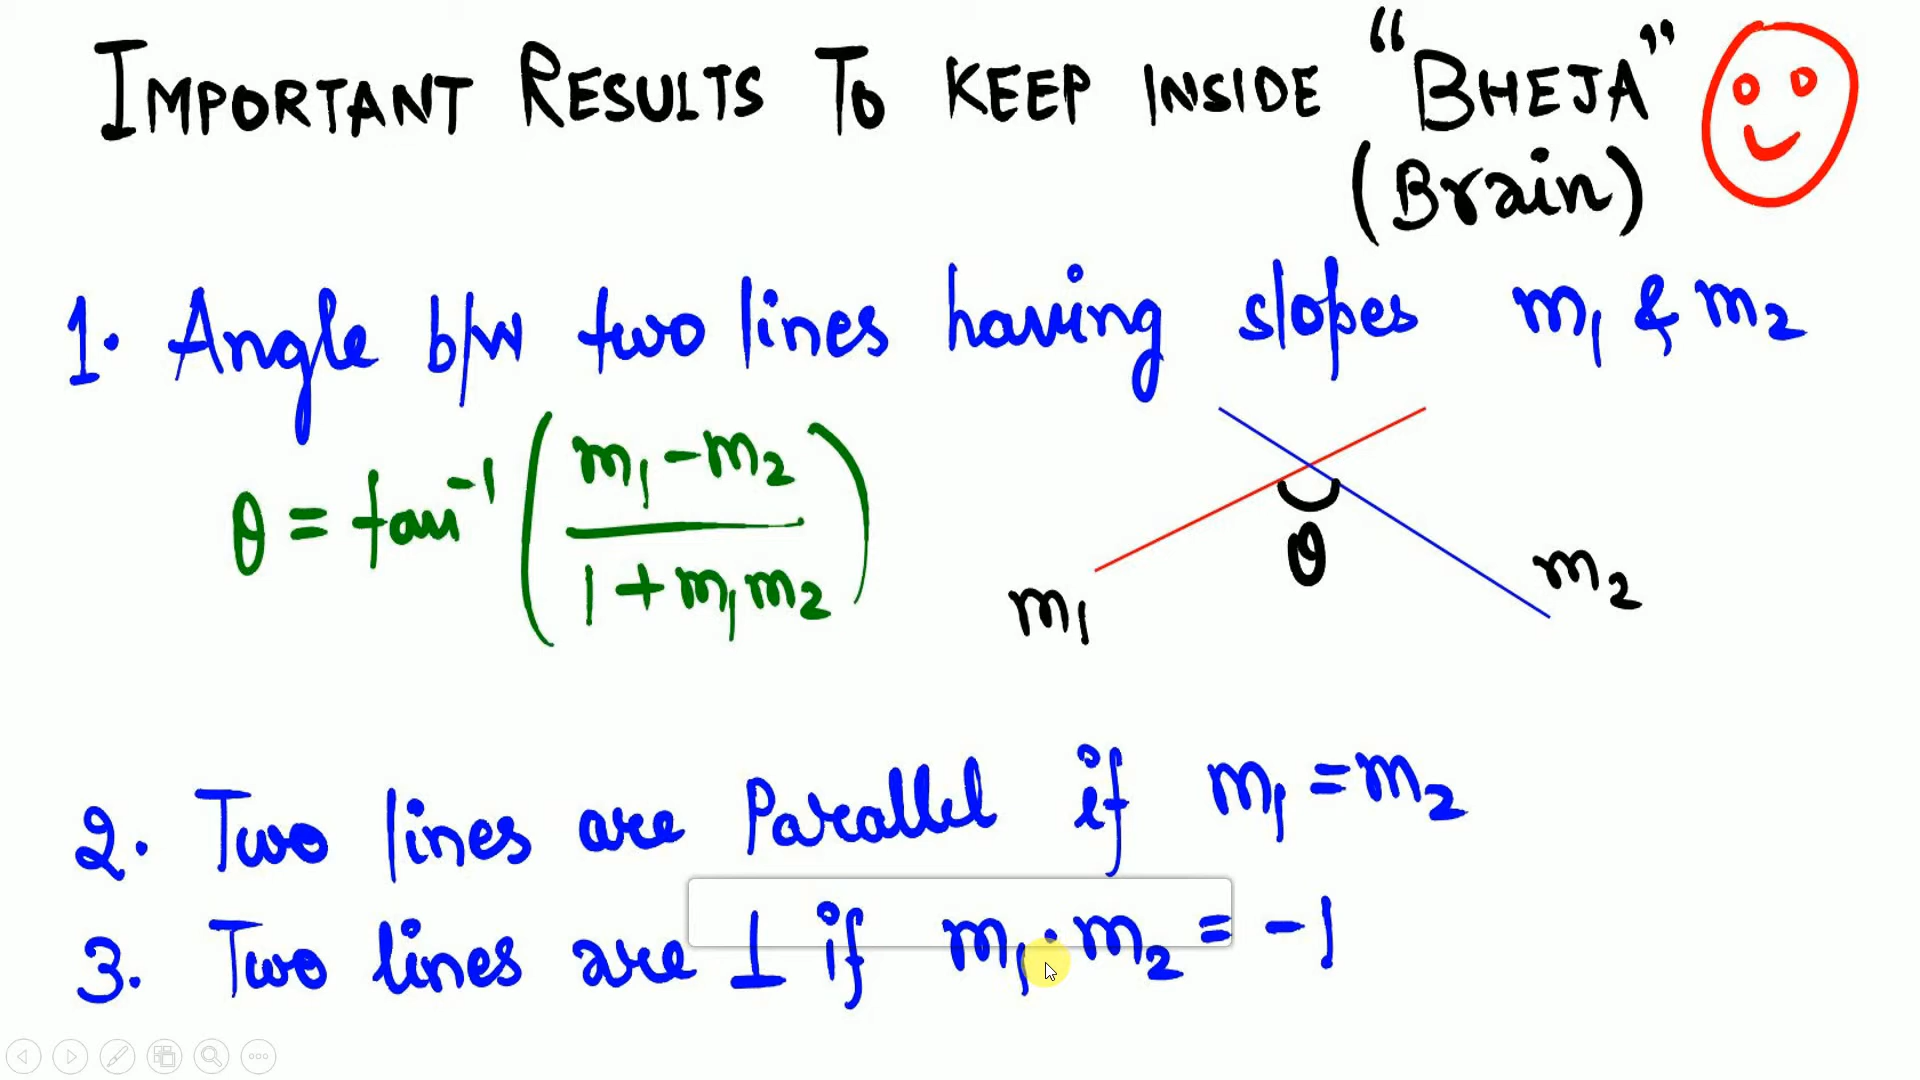 IMPORTANT RESULTS TO KEEP INSIDE "BHEJA"
(Brain)
1. Angle b/w two lines having slopes m₁ & m₂
θ = tan⁻¹ ( (m₁ - m₂) / (1 + m₁m₂) )
m₁ θ m₂
2. Two lines are Parallel if m₁ = m₂
3. Two lines are ⊥ if m₁ · m₂ = -1